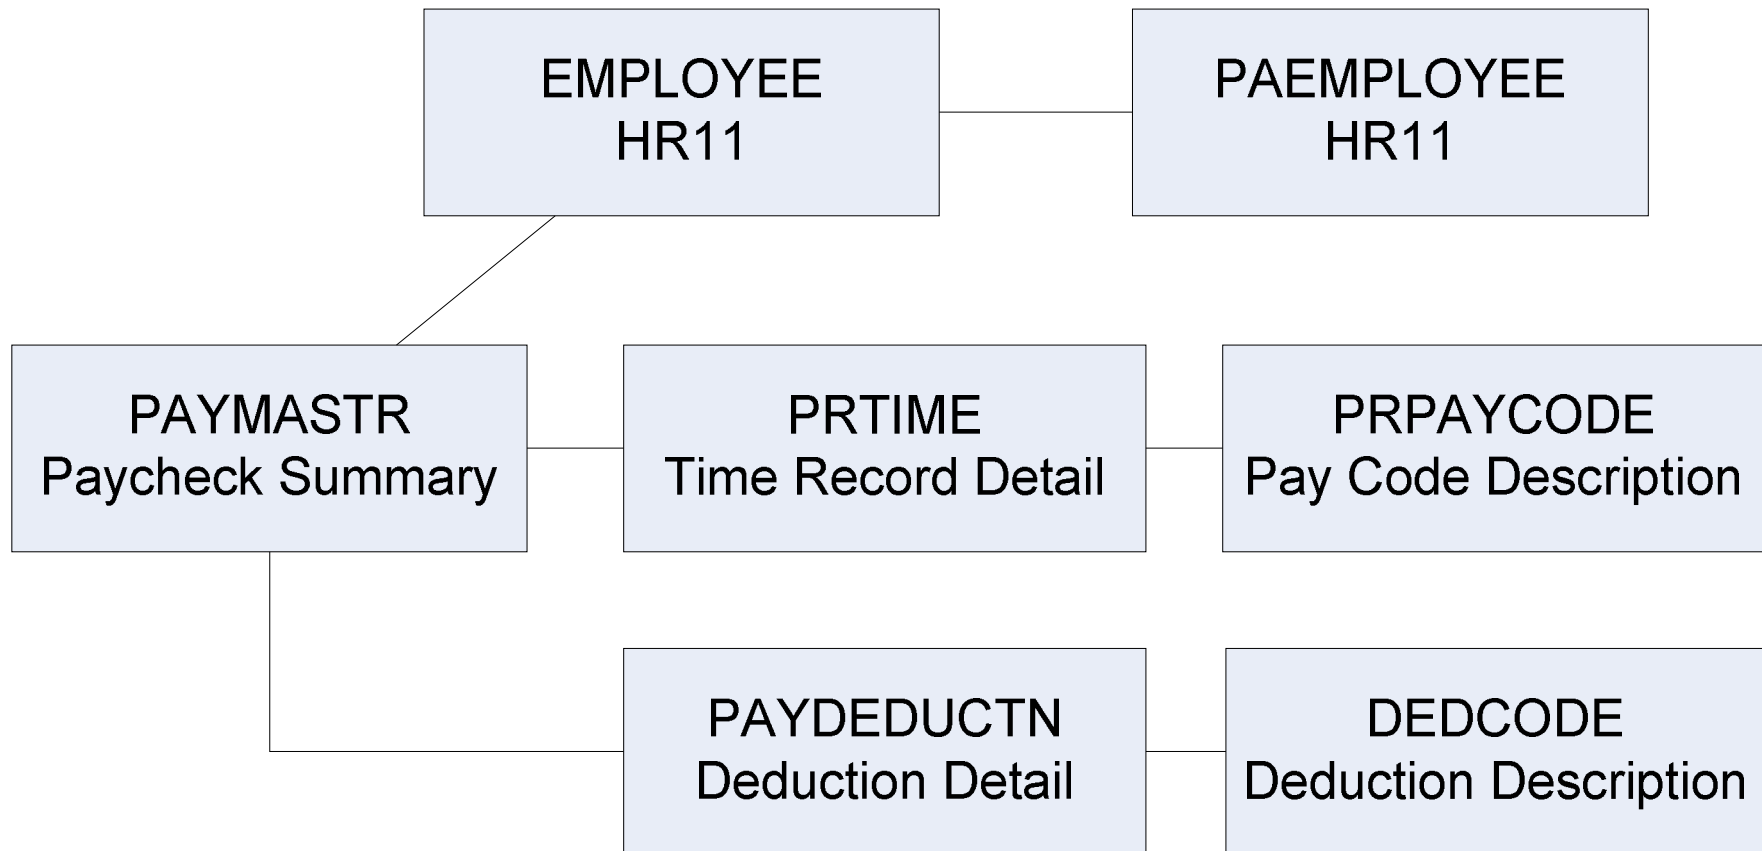 EMPLOYEE
HR11
PAEMPLOYEE
HR11
PAYMASTR
Paycheck Summary
PRTIME
Time Record Detail
PRPAYCODE
Pay Code Description
PAYDEDUCTN
Deduction Detail
DEDCODE
Deduction Description